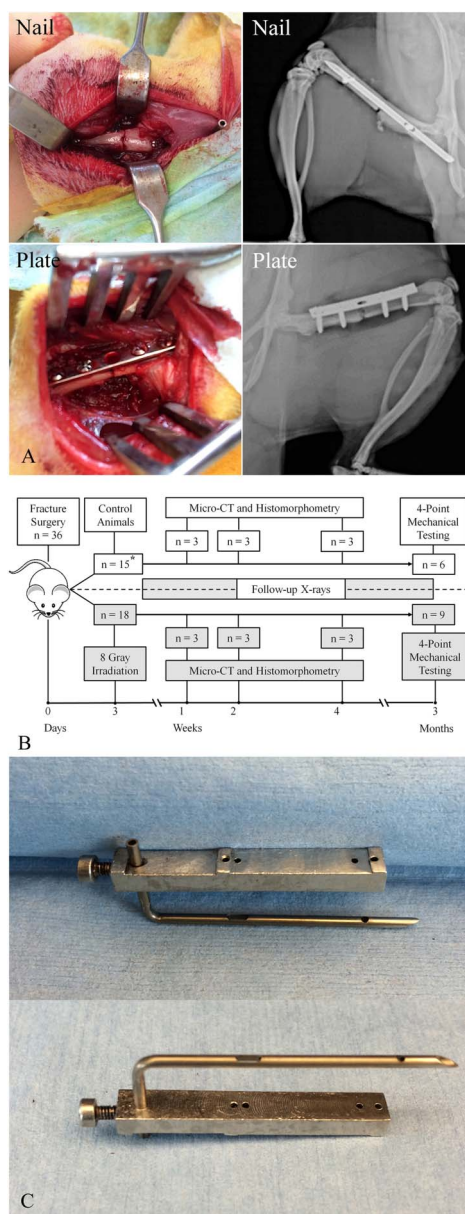 Nail
Nail
Plate
Plate
A
Fracture
Surgery
n = 36
Control
Animals
Micro-CT and Histomorphometry
4-Point
Mechanical
Testing
n = 3
n = 3
n = 3
n = 15*
n = 6
Follow-up X-rays
n = 18
n = 9
n = 3
n = 3
n = 3
8 Gray
Irradiation
Micro-CT and Histomorphometry
4-Point
Mechanical
Testing
0
3
1
2
4
3
Days
Weeks
Months
B
C